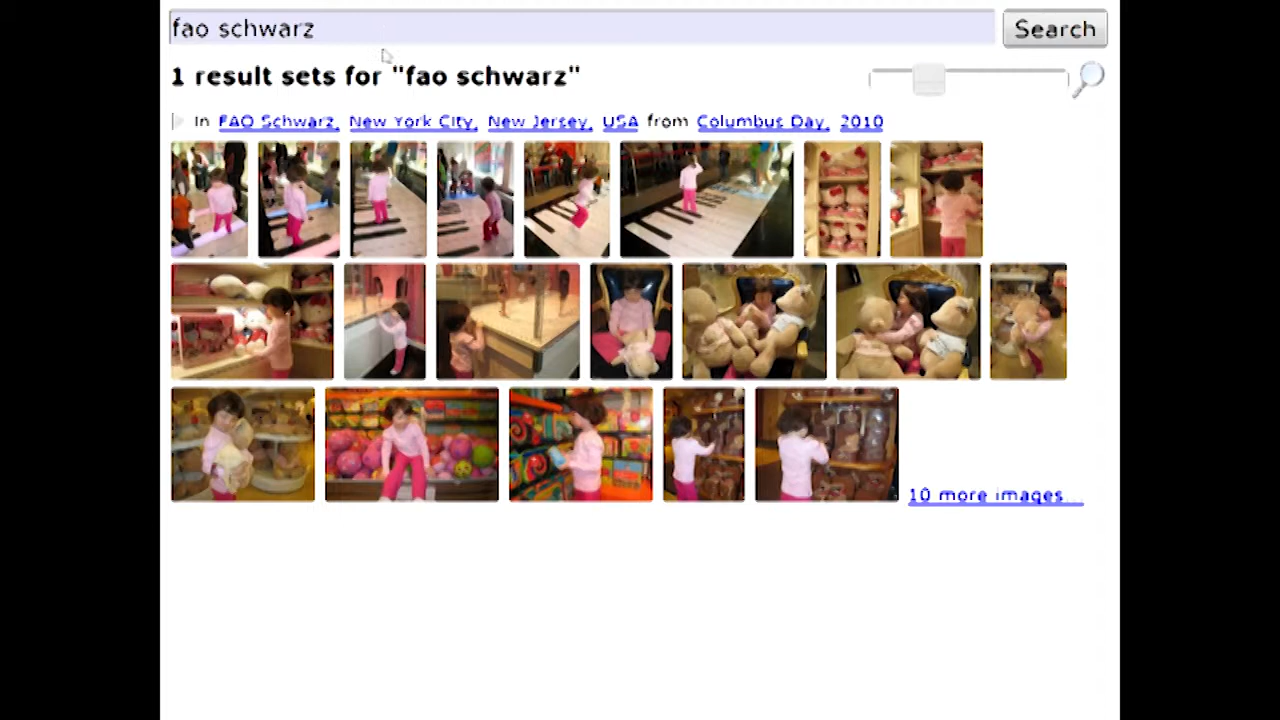 fao schwarz
Search
1 result sets for "fao schwarz"
In FAO Schwarz, New York City, New Jersey, USA from Columbus Day, 2010
10 more images...